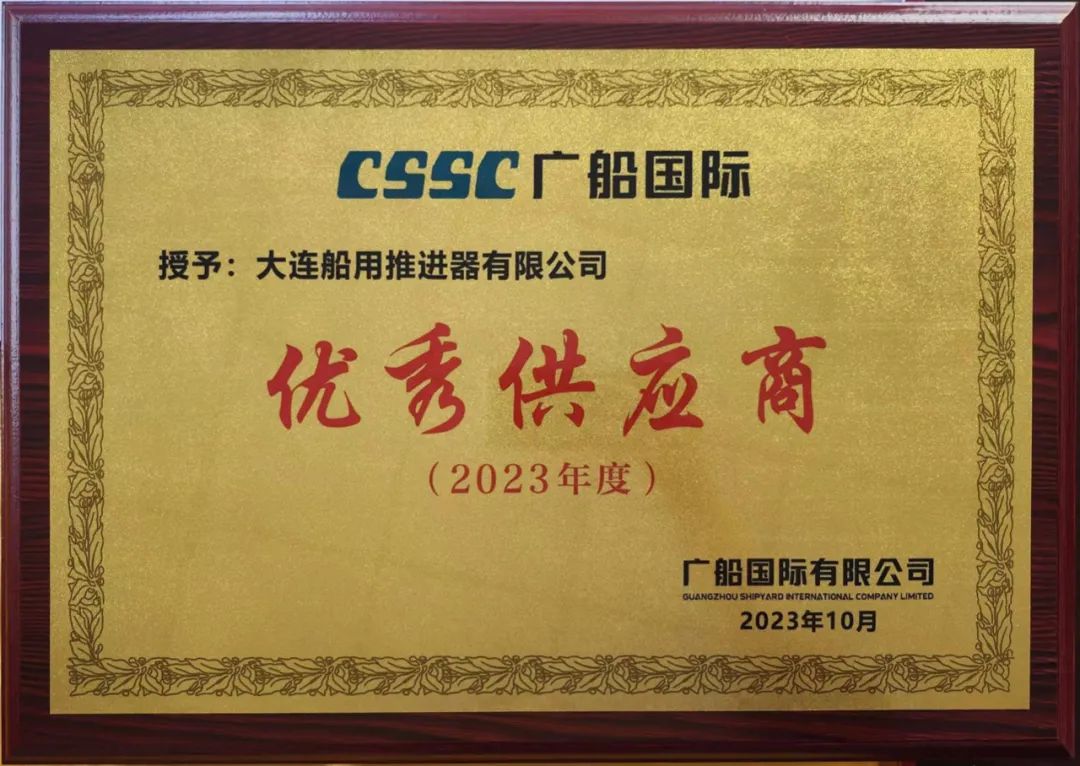 CSSC 广船国际
授予：大连船用推进器有限公司
优秀供应商
（2023年度）
广船国际有限公司
GUANGZHOU SHIPYARD INTERNATIONAL COMPANY LIMITED
2023年10月